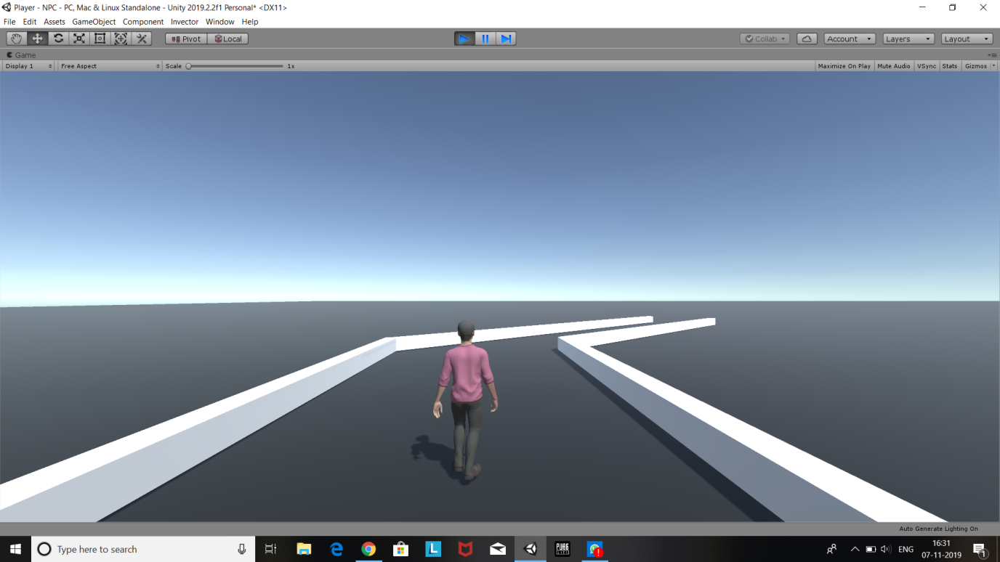 Player - NPC - PC, Mac & Linux Standalone - Unity 2019.2.2f1 Personal* <DX11>
File Edit Assets GameObject Component Invector Window Help
Pivot Local Collab Account Layers Layout
Game
Display 1 Free Aspect Scale 1x Maximize On Play Mute Audio VSync Stats Gizmos
Auto Generate Lighting On
Type here to search L PUBG ENG 16:31
07-11-2019 1